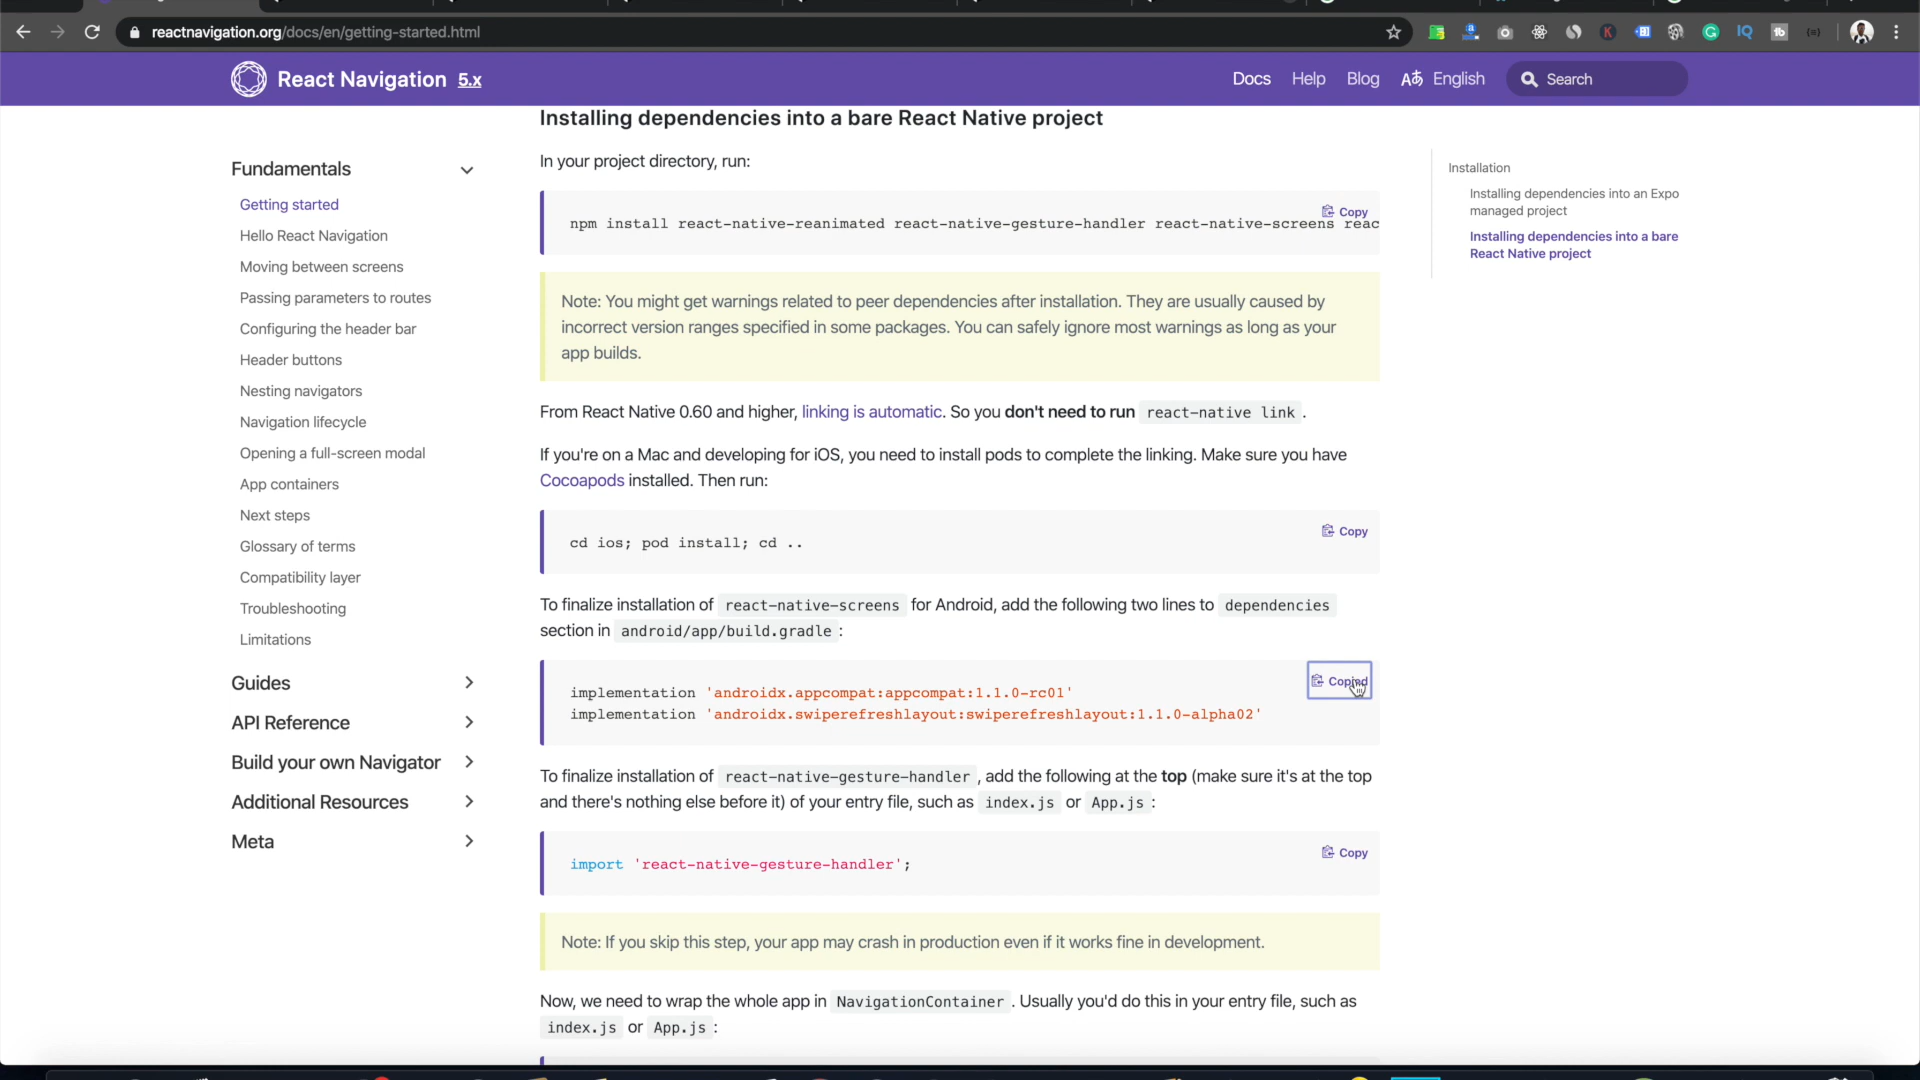 reactnavigation.org/docs/en/getting-started.html
React Navigation 5.x
Docs
Help
Blog
English
Search
Fundamentals
Getting started
Hello React Navigation
Moving between screens
Passing parameters to routes
Configuring the header bar
Header buttons
Nesting navigators
Navigation lifecycle
Opening a full-screen modal
App containers
Next steps
Glossary of terms
Compatibility layer
Troubleshooting
Limitations
Guides
API Reference
Build your own Navigator
Additional Resources
Meta
Installing dependencies into a bare React Native project
In your project directory, run:
Copy
npm install react-native-reanimated react-native-gesture-handler react-native-screens reac
Note: You might get warnings related to peer dependencies after installation. They are usually caused by
incorrect version ranges specified in some packages. You can safely ignore most warnings as long as your
app builds.
From React Native 0.60 and higher, linking is automatic. So you don't need to run react-native link .
If you're on a Mac and developing for iOS, you need to install pods to complete the linking. Make sure you have
Cocoapods installed. Then run:
Copy
cd ios; pod install; cd ..
To finalize installation of react-native-screens for Android, add the following two lines to dependencies
section in android/app/build.gradle :
Copied
implementation 'androidx.appcompat:appcompat:1.1.0-rc01'
implementation 'androidx.swiperefreshlayout:swiperefreshlayout:1.1.0-alpha02'
To finalize installation of react-native-gesture-handler , add the following at the top (make sure it's at the top
and there's nothing else before it) of your entry file, such as index.js or App.js :
Copy
import 'react-native-gesture-handler';
Note: If you skip this step, your app may crash in production even if it works fine in development.
Now, we need to wrap the whole app in NavigationContainer . Usually you'd do this in your entry file, such as
index.js or App.js :
Installation
Installing dependencies into an Expo
managed project
Installing dependencies into a bare
React Native project